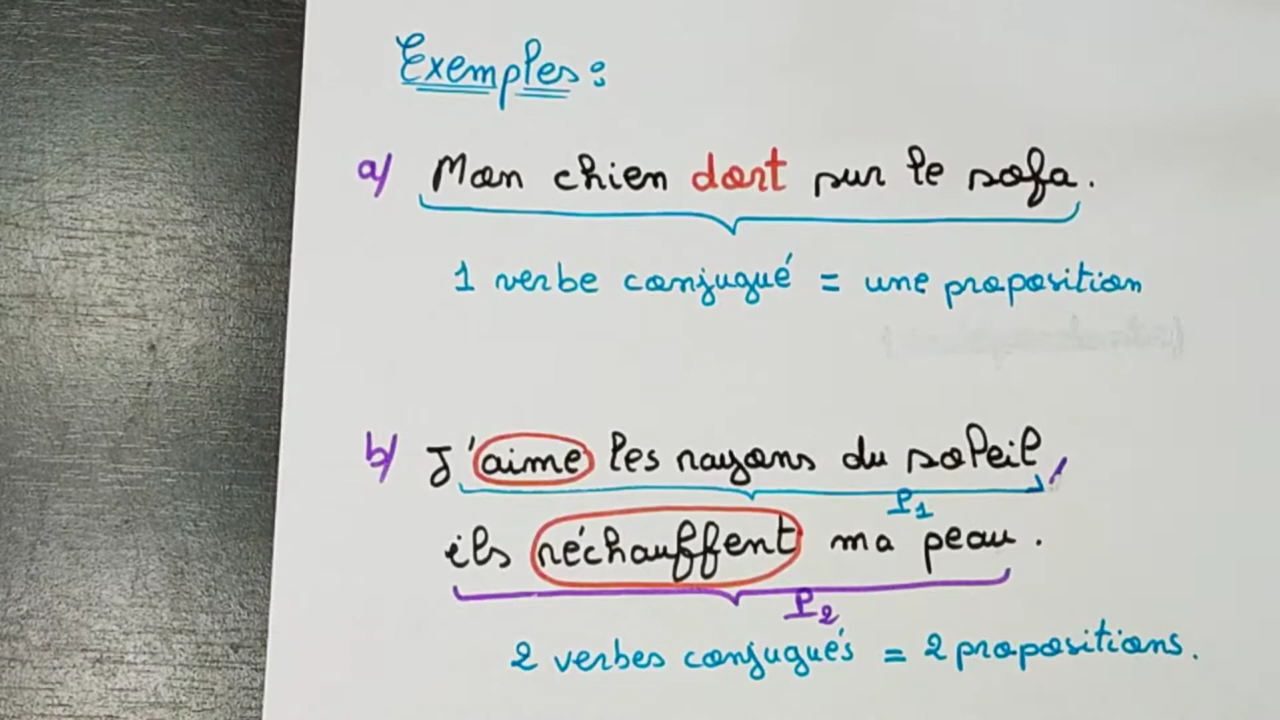 Exemples :
a/ Mon chien dort sur le sofa.
1 verbe conjugué = une proposition
b/ J'aime les rayons du soleil,
P1
ils réchauffent ma peau.
P2
2 verbes conjugués = 2 propositions.